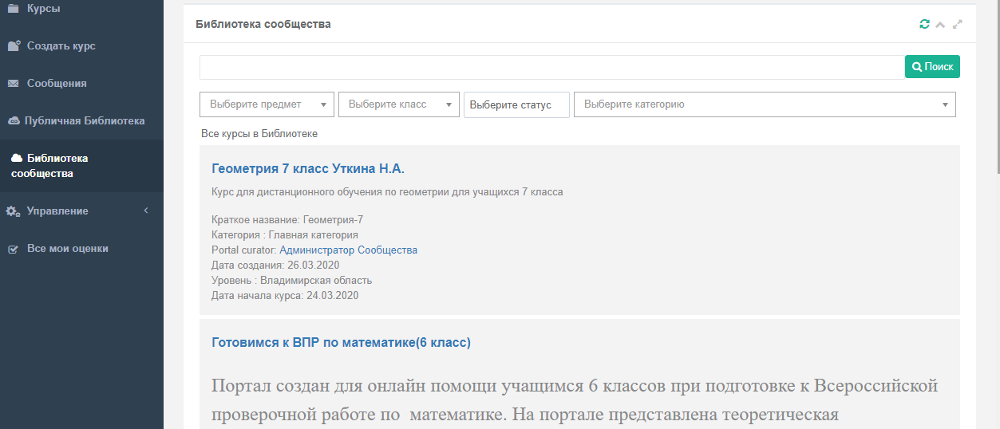 Курсы
Создать курс
Сообщения
Публичная Библиотека
Библиотека
сообщества
Управление
Все мои оценки
Библиотека сообщества
Поиск
Выберите предмет
Выберите класс
Выберите статус
Выберите категорию
Все курсы в Библиотеке
Геометрия 7 класс Уткина Н.А.
Курс для дистанционного обучения по геометрии для учащихся 7 класса
Краткое название: Геометрия-7
Категория : Главная категория
Portal curator: Администратор Сообщества
Дата создания: 26.03.2020
Уровень : Владимирская область
Дата начала курса: 24.03.2020
Готовимся к ВПР по математике(6 класс)
Портал создан для онлайн помощи учащимся 6 классов при подготовке к Всероссийской
проверочной работе по  математике. На портале представлена теоретическая